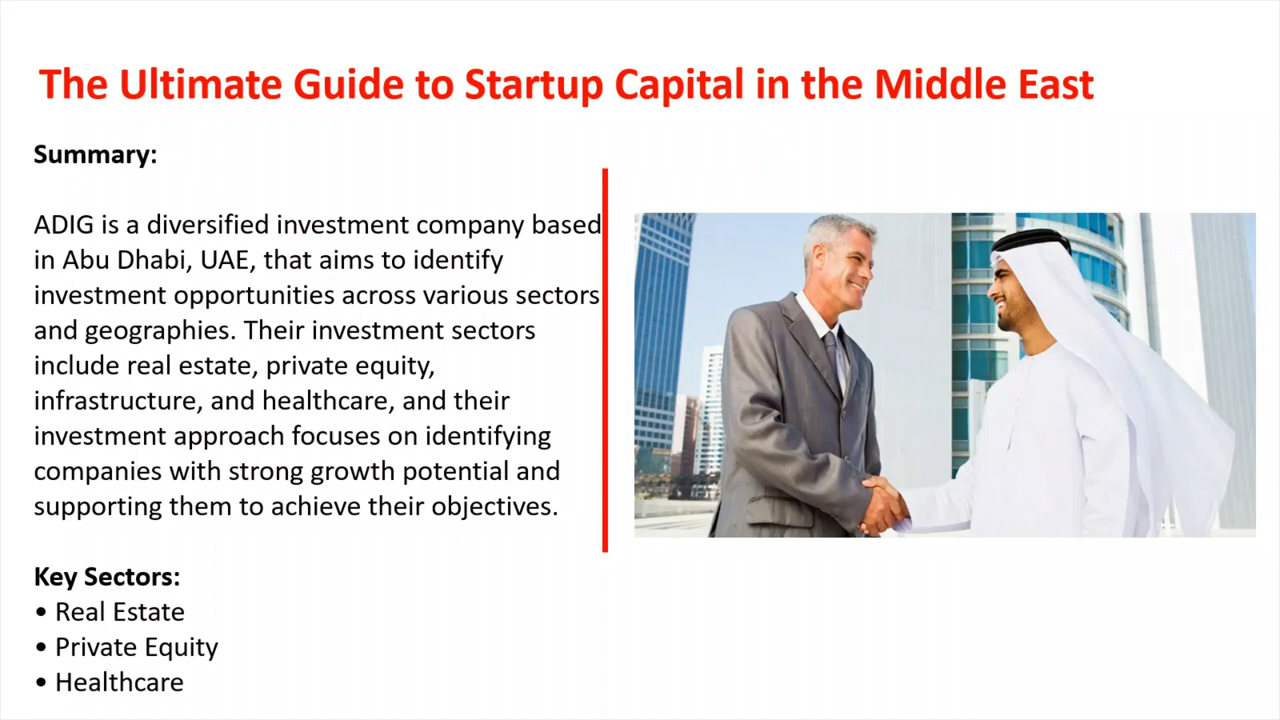 The Ultimate Guide to Startup Capital in the Middle East
Summary:
ADIG is a diversified investment company based
in Abu Dhabi, UAE, that aims to identify
investment opportunities across various sectors
and geographies. Their investment sectors
include real estate, private equity,
infrastructure, and healthcare, and their
investment approach focuses on identifying
companies with strong growth potential and
supporting them to achieve their objectives.
Key Sectors:
• Real Estate
• Private Equity
• Healthcare